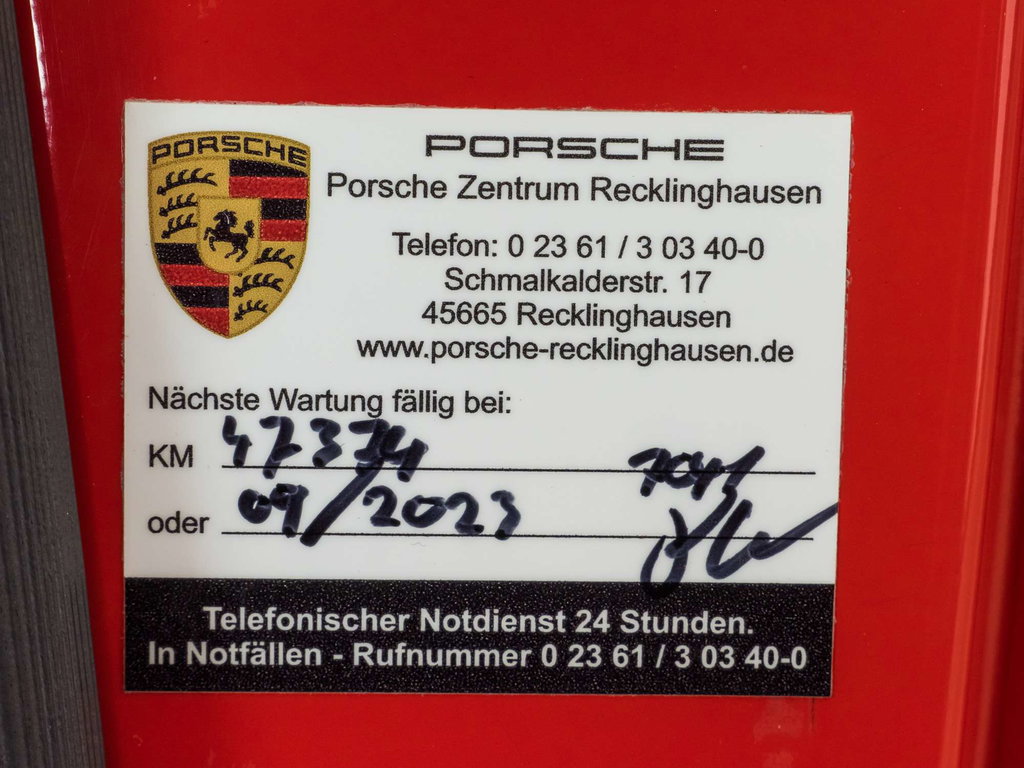 PORSCHE
PORSCHE
Porsche Zentrum Recklinghausen
Telefon: 0 23 61 / 3 03 40-0
Schmalkalderstr. 17
45665 Recklinghausen
www.porsche-recklinghausen.de
Nächste Wartung fällig bei:
KM 47374
oder 09/2023
Telefonischer Notdienst 24 Stunden.
In Notfällen - Rufnummer 0 23 61 / 3 03 40-0